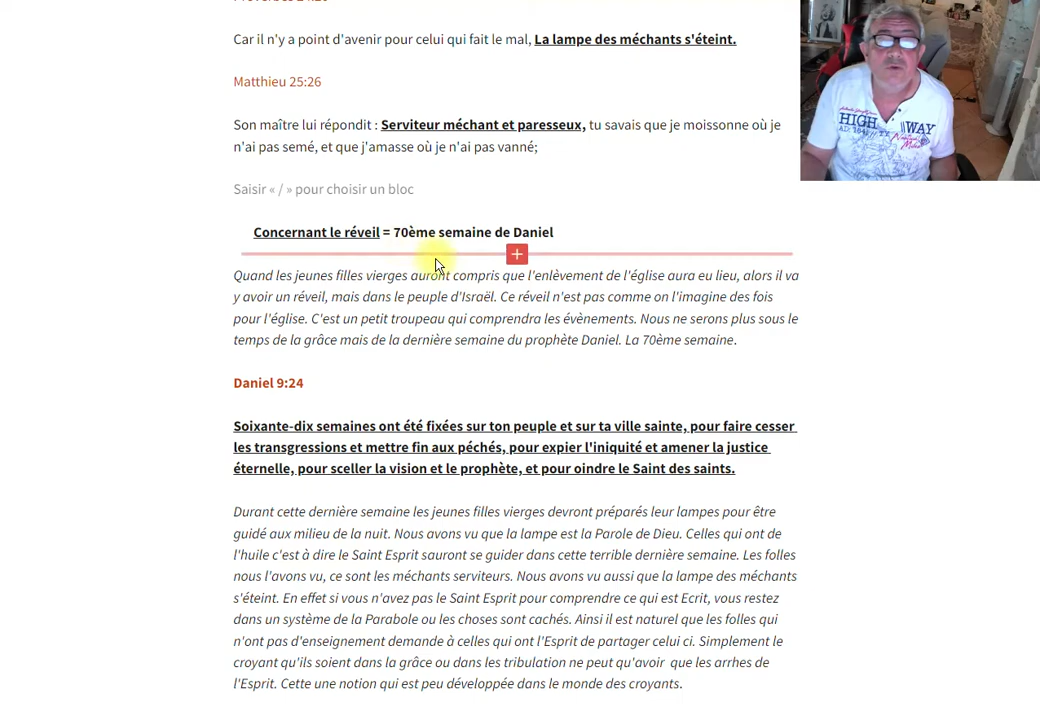 Car il n'y a point d'avenir pour celui qui fait le mal, La lampe des méchants s'éteint.
Matthieu 25:26
Son maître lui répondit : Serviteur méchant et paresseux, tu savais que je moissonne où je
n'ai pas semé, et que j'amasse où je n'ai pas vanné;
Saisir « / » pour choisir un bloc
Concernant le réveil = 70ème semaine de Daniel
Quand les jeunes filles vierges auront compris que l'enlèvement de l'église aura eu lieu, alors il va
y avoir un réveil, mais dans le peuple d'Israël. Ce réveil n'est pas comme on l'imagine des fois
pour l'église. C'est un petit troupeau qui comprendra les évènements. Nous ne serons plus sous le
temps de la grâce mais de la dernière semaine du prophète Daniel. La 70ème semaine.
Daniel 9:24
Soixante-dix semaines ont été fixées sur ton peuple et sur ta ville sainte, pour faire cesser
les transgressions et mettre fin aux péchés, pour expier l'iniquité et amener la justice
éternelle, pour sceller la vision et le prophète, et pour oindre le Saint des saints.
Durant cette dernière semaine les jeunes filles vierges devront préparés leur lampes pour être
guidé aux milieu de la nuit. Nous avons vu que la lampe est la Parole de Dieu. Celles qui ont de
l'huile c'est à dire le Saint Esprit sauront se guider dans cette terrible dernière semaine. Les folles
nous l'avons vu, ce sont les méchants serviteurs. Nous avons vu aussi que la lampe des méchants
s'éteint. En effet si vous n'avez pas le Saint Esprit pour comprendre ce qui est Ecrit, vous restez
dans un système de la Parabole ou les choses sont cachés. Ainsi il est naturel que les folles qui
n'ont pas d'enseignement demande à celles qui ont l'Esprit de partager celui ci. Simplement le
croyant qu'ils soient dans la grâce ou dans les tribulation ne peut qu'avoir que les arrhes de
l'Esprit. Cette une notion qui est peu développée dans le monde des croyants.
HIGH WAY